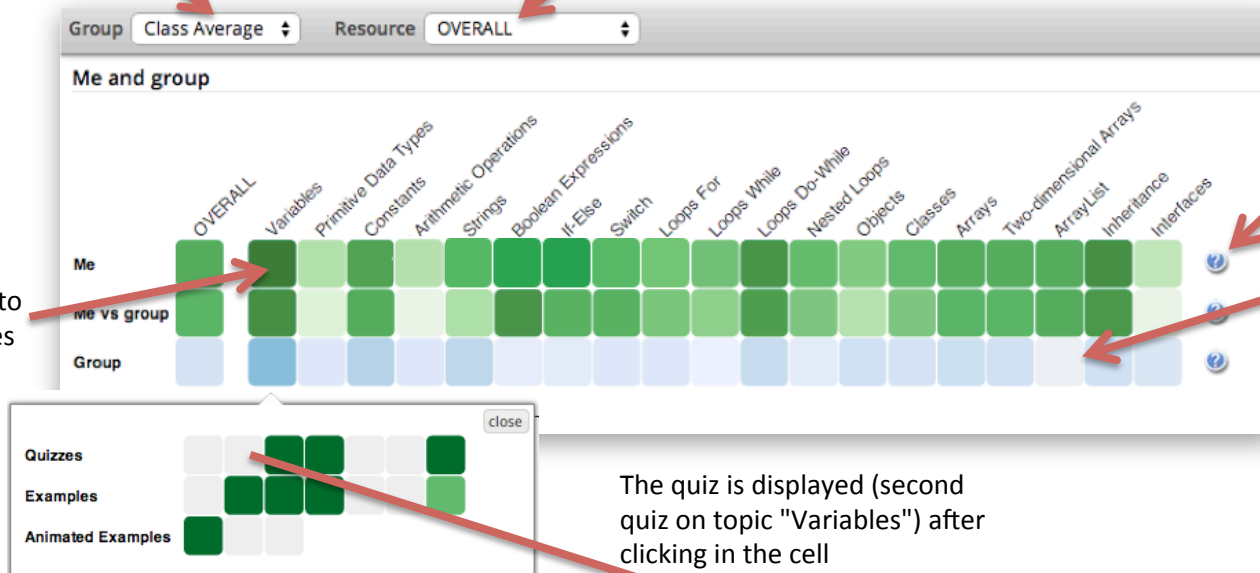 Group Class Average Resource OVERALL
Me and group
OVERALL
Variables
Primitive Data Types
Constants
Arithmetic Operations
Strings
Boolean Expressions
If-Else
Switch
Loops For
Loops While
Loops Do-While
Nested Loops
Objects
Classes
Arrays
Two-dimensional Arrays
ArrayList
Inheritance
Interfaces
Me
to
es
Me vs group
Group
close
Quizzes
Examples
Animated Examples
The quiz is displayed (second
quiz on topic "Variables") after
clicking in the cell